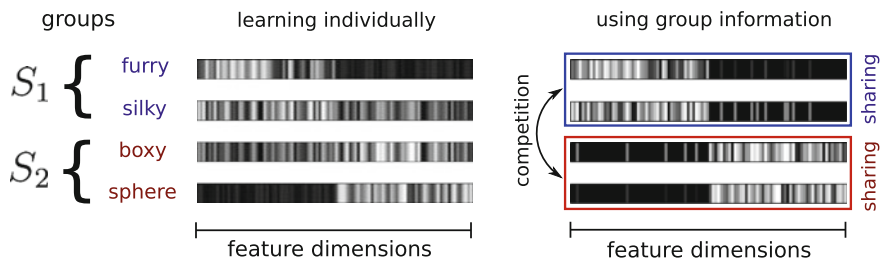 groups
learning individually
using group information
S1
furry
silky
S2
boxy
sphere
competition
sharing
sharing
feature dimensions
feature dimensions